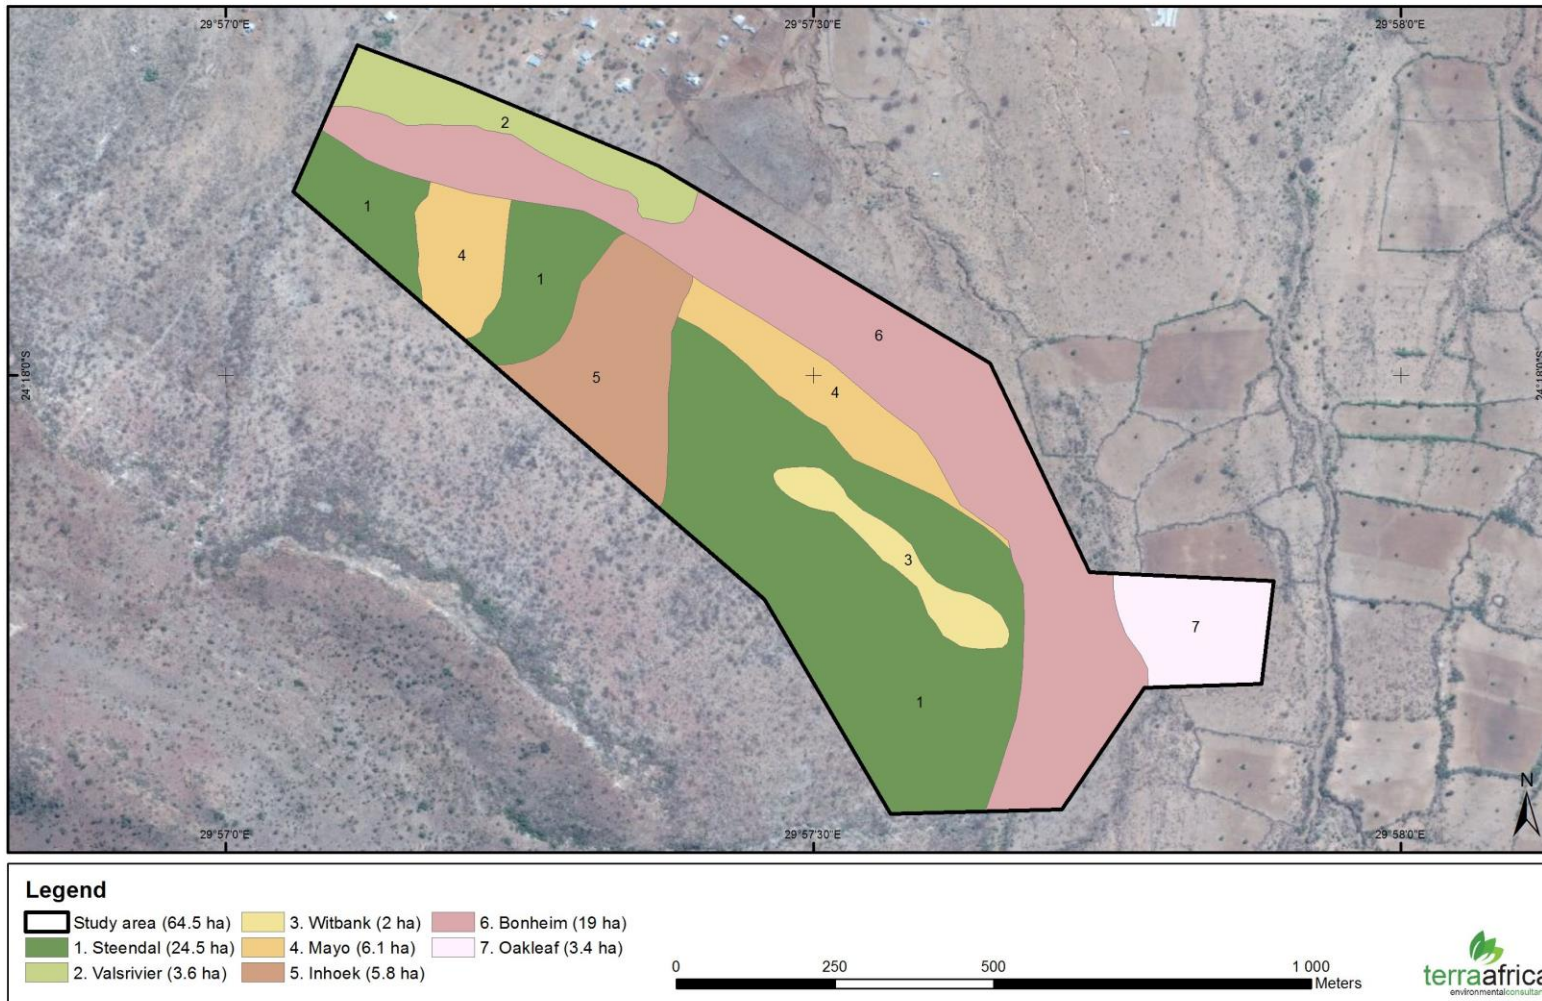 29°57'0"E 29°57'30"E 29°58'0"E
2
1
4
1
6
5
24°18'0"S 24°18'0"S
4
3
7
1
N
29°57'0"E 29°57'30"E 29°58'0"E
Legend
Study area (64.5 ha) 3. Witbank (2 ha) 6. Bonheim (19 ha)
1. Steendal (24.5 ha) 4. Mayo (6.1 ha) 7. Oakleaf (3.4 ha)
2. Valsrivier (3.6 ha) 5. Inhoek (5.8 ha)
0 250 500 1 000
Meters
terraafrica
environmentalconsultan